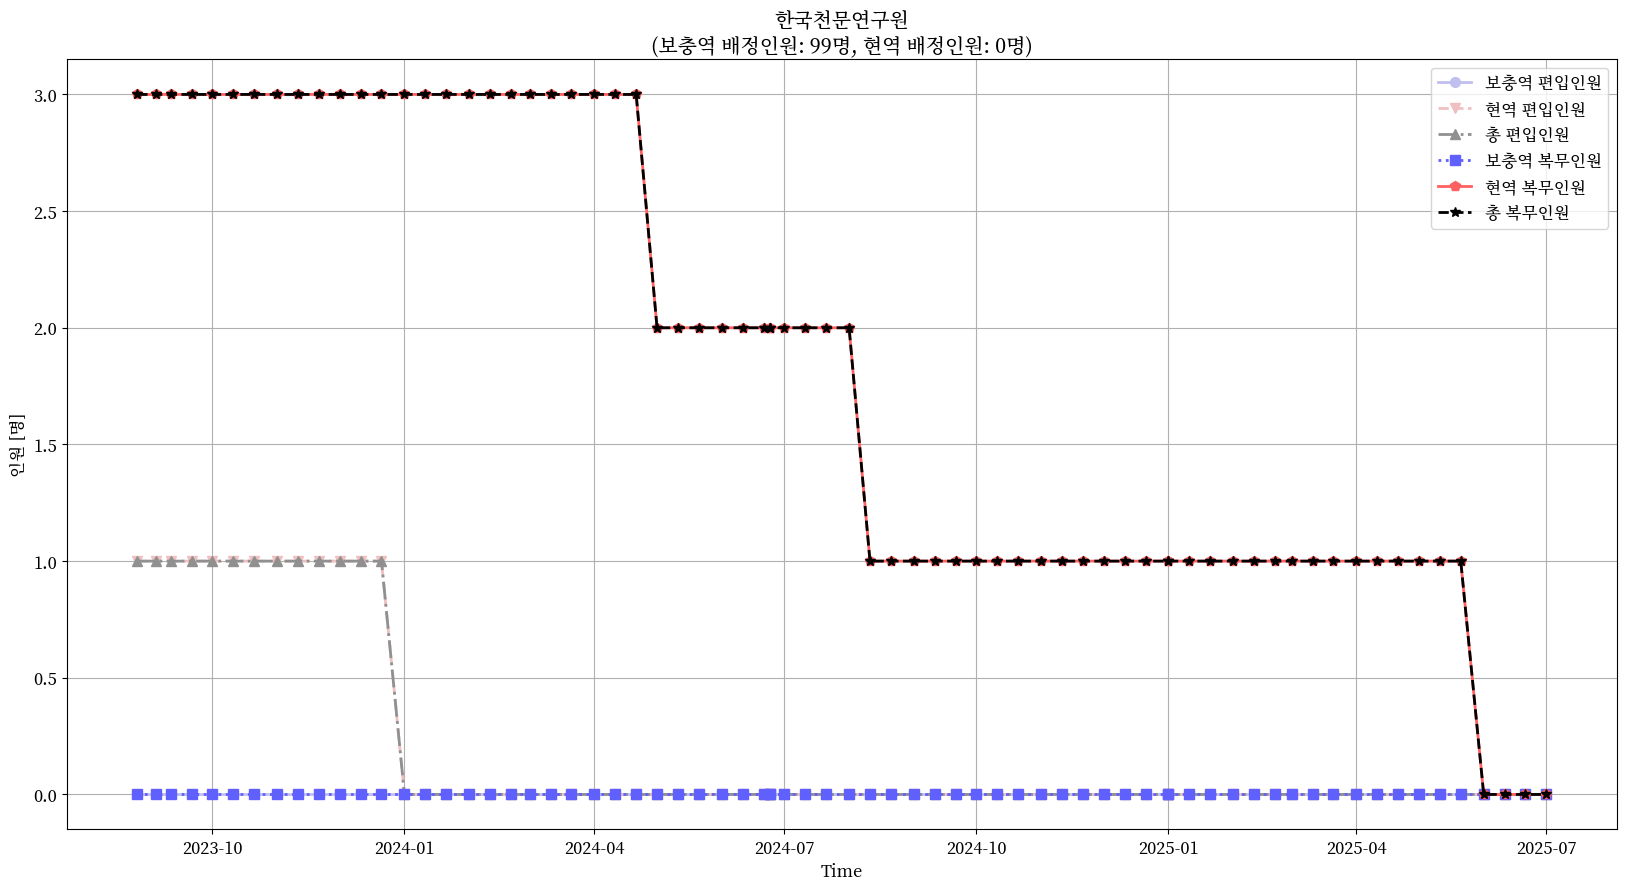 한국천문연구원
(보충역 배정인원: 99명, 현역 배정인원: 0명)
보충역 편입인원
현역 편입인원
총 편입인원
보충역 복무인원
현역 복무인원
총 복무인원
인원 [명]
3.0
2.5
2.0
1.5
1.0
0.5
0.0
2023-10
2024-01
2024-04
2024-07
2024-10
2025-01
2025-04
2025-07
Time